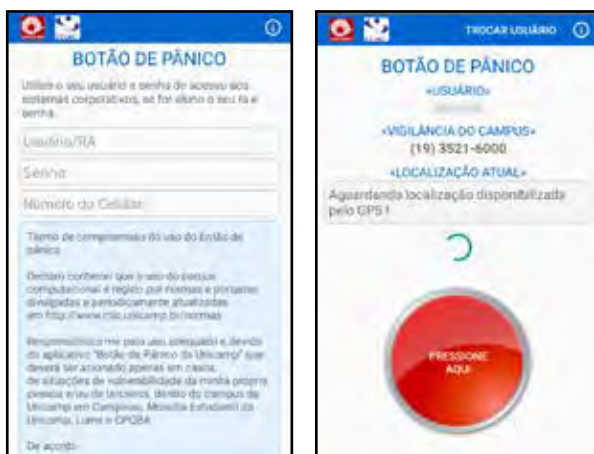 BOTÃO DE PÂNICO
Utilize o seu usuário e senha de acesso aos
sistemas corporativos, se for aluno o seu ra e
senha.
Usuário/RA
Senha
Número do Celular
Termo de compromisso do uso do botão de
pânico
Declaro conhecer que o uso do parque
computacional é regido por normas e portarias
divulgadas e periodicamente atualizadas
em http://www.citic.unicamp.br/normas
Responsabilizo me pelo uso adequado e devido
do aplicativo "Botão de Pânico da Unicamp" que
deverá ser acionado apenas em casos
de situações de vulnerabilidade da minha própria
pessoa e/ou de terceiros, dentro do campus da
Unicamp em Campinas, Moradia Estudantil da
Unicamp, Lume e CPQBA
De acordo
TROCAR USUÁRIO
BOTÃO DE PÂNICO
«USUÁRIO»
«VIGILÂNCIA DO CAMPUS»
(19) 3521-6000
«LOCALIZAÇÃO ATUAL»
Aguardando localização disponibilizada
pelo GPS !
PRESSIONE
AQUI